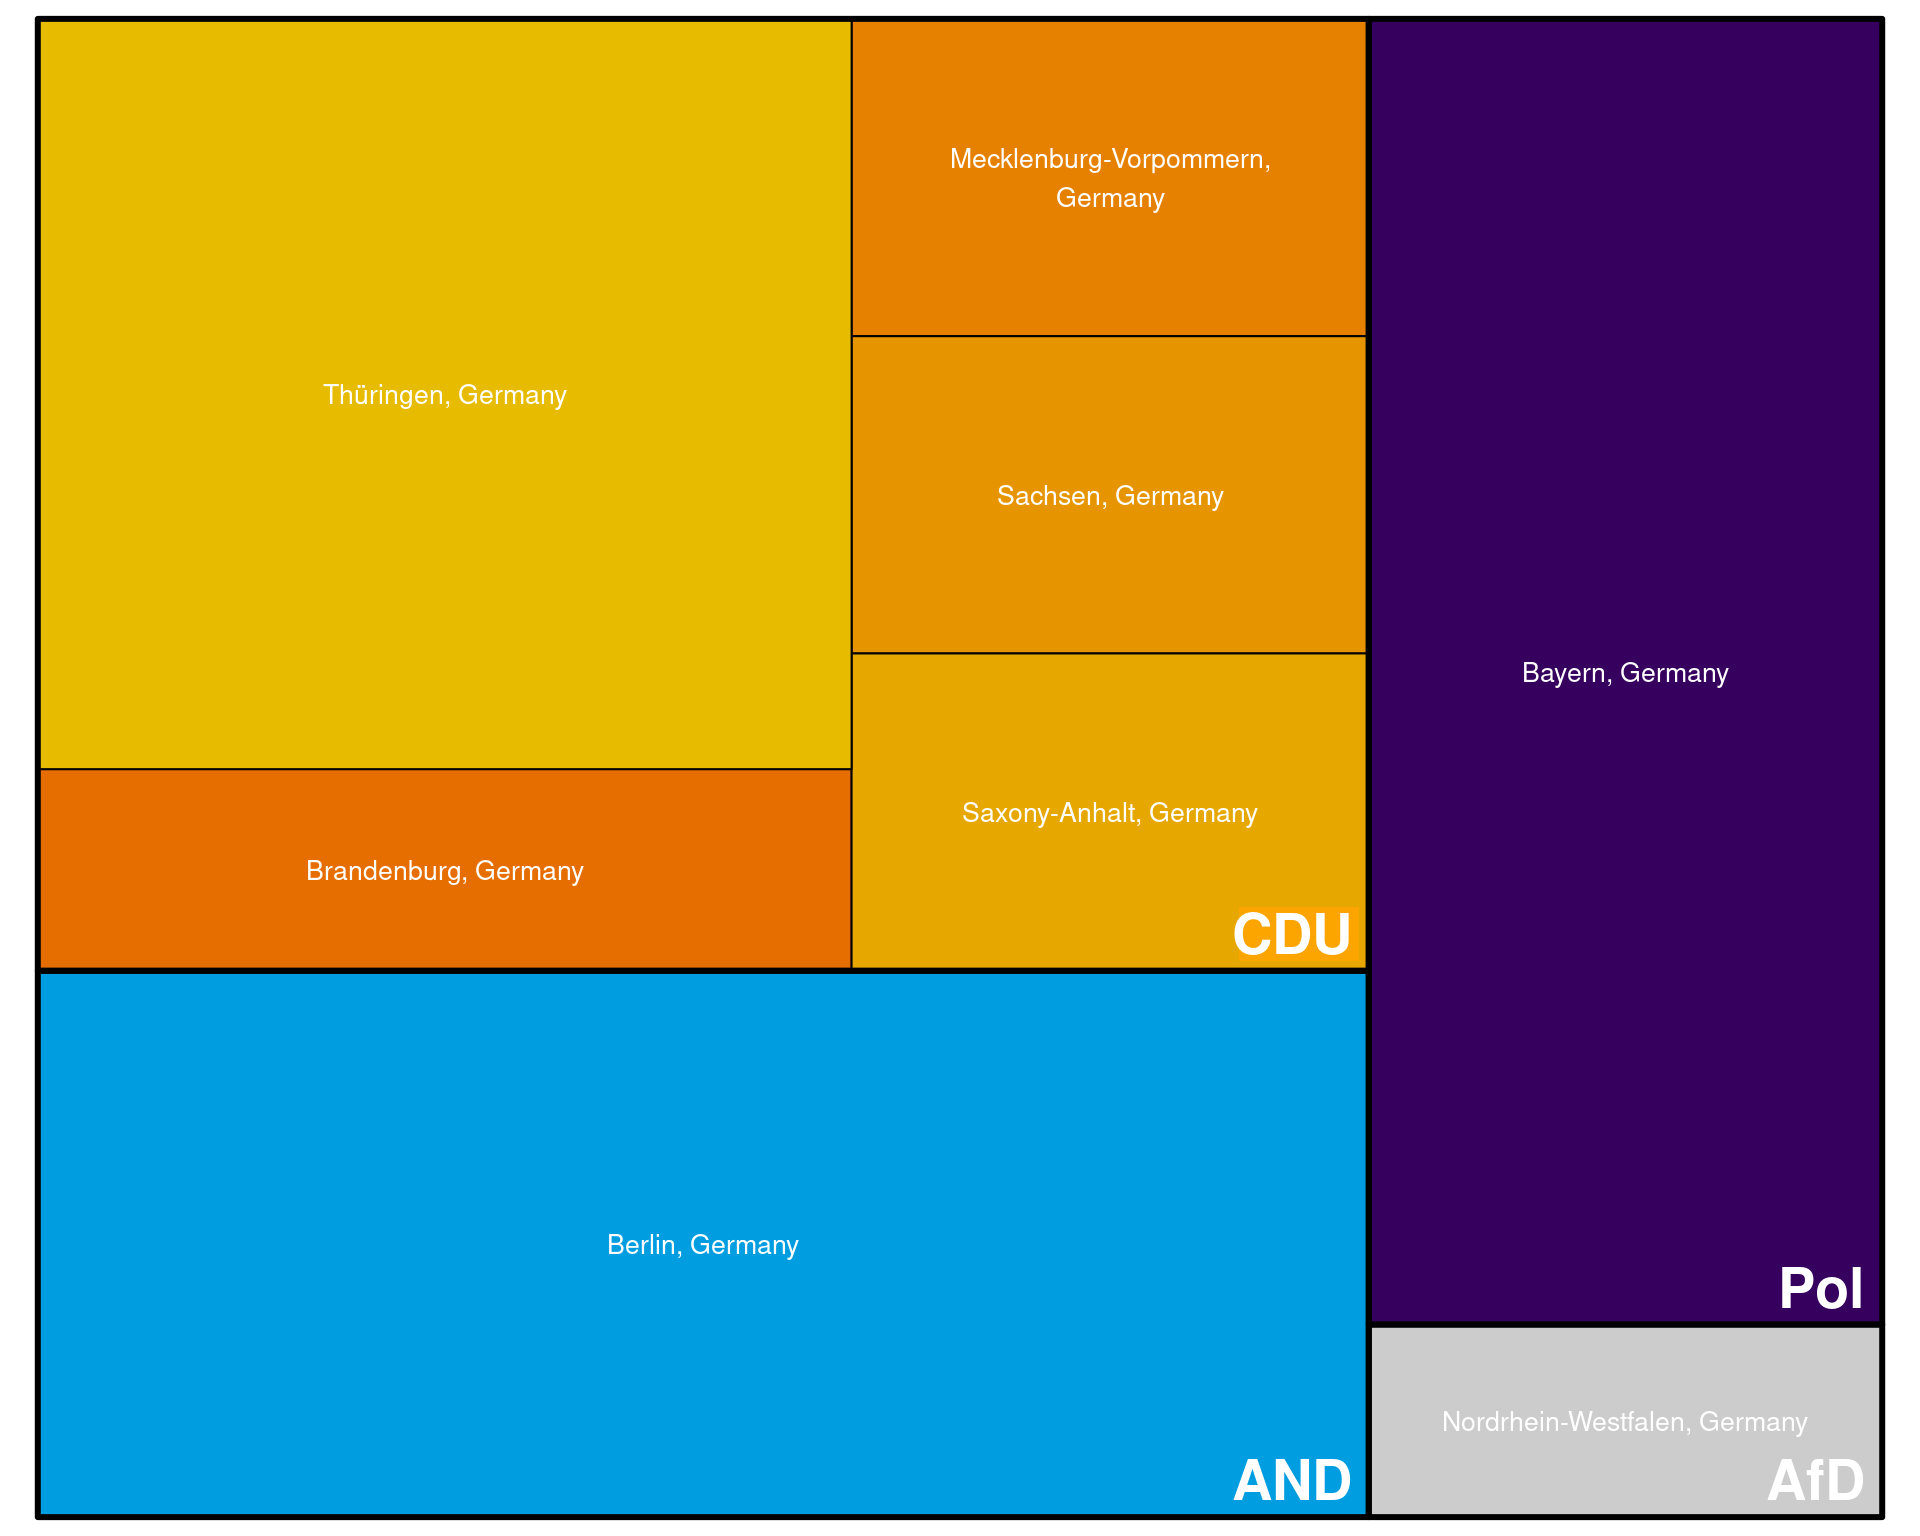 Mecklenburg-Vorpommern,
Germany
Thüringen, Germany
Sachsen, Germany
Bayern, Germany
Saxony-Anhalt, Germany
Brandenburg, Germany
CDU
Berlin, Germany
Pol
Nordrhein-Westfalen, Germany
AND
AfD